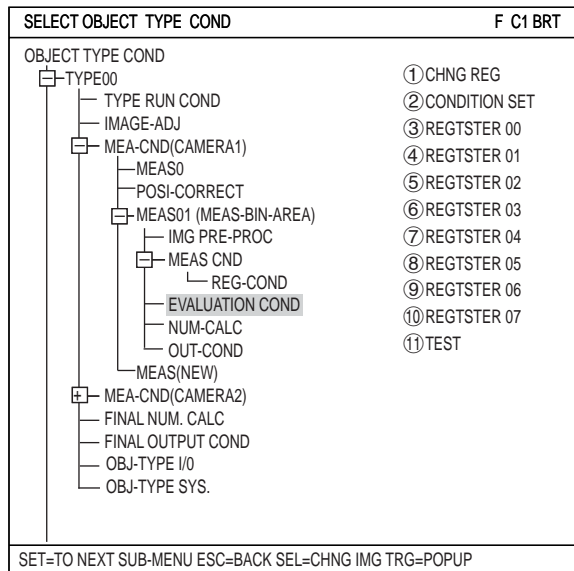 SELECT OBJECT TYPE COND F C1 BRT
OBJECT TYPE COND
TYPE00
TYPE RUN COND
IMAGE-ADJ
MEA-CND(CAMERA1)
MEAS0
POSI-CORRECT
MEAS01 (MEAS-BIN-AREA)
IMG PRE-PROC
MEAS CND
REG-COND
EVALUATION COND
NUM-CALC
OUT-COND
MEAS(NEW)
MEA-CND(CAMERA2)
FINAL NUM. CALC
FINAL OUTPUT COND
OBJ-TYPE I/0
OBJ-TYPE SYS.
①CHNG REG
②CONDITION SET
③REGTSTER 00
④REGTSTER 01
⑤REGTSTER 02
⑥REGTSTER 03
⑦REGTSTER 04
⑧REGTSTER 05
⑨REGTSTER 06
⑩REGTSTER 07
⑪TEST
SET=TO NEXT SUB-MENU ESC=BACK SEL=CHNG IMG TRG=POPUP